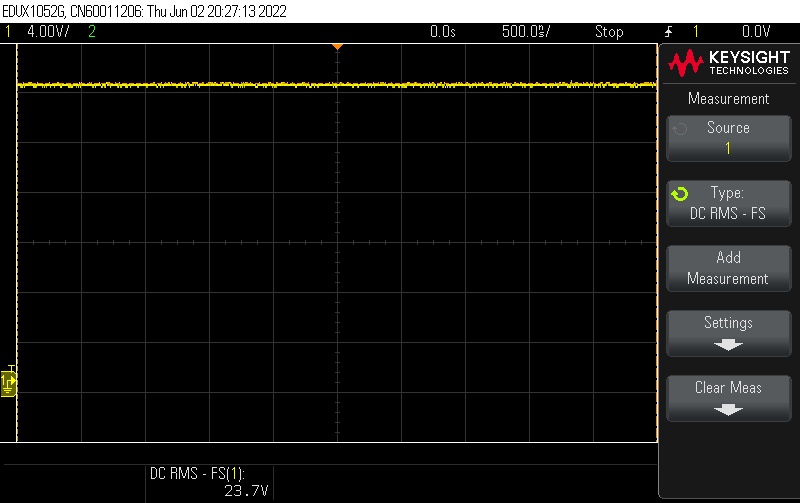 EDUX1052G, CN60011206: Thu Jun 02 20:27:13 2022
1 4.00V/ 2 0.0s 500.0ms/ Stop 1 0.0V
KEYSIGHT
TECHNOLOGIES
Measurement
Source
1
Type:
DC RMS - FS
Add
Measurement
Settings
Clear Meas
T
1
DC RMS - FS(1):
23.7V